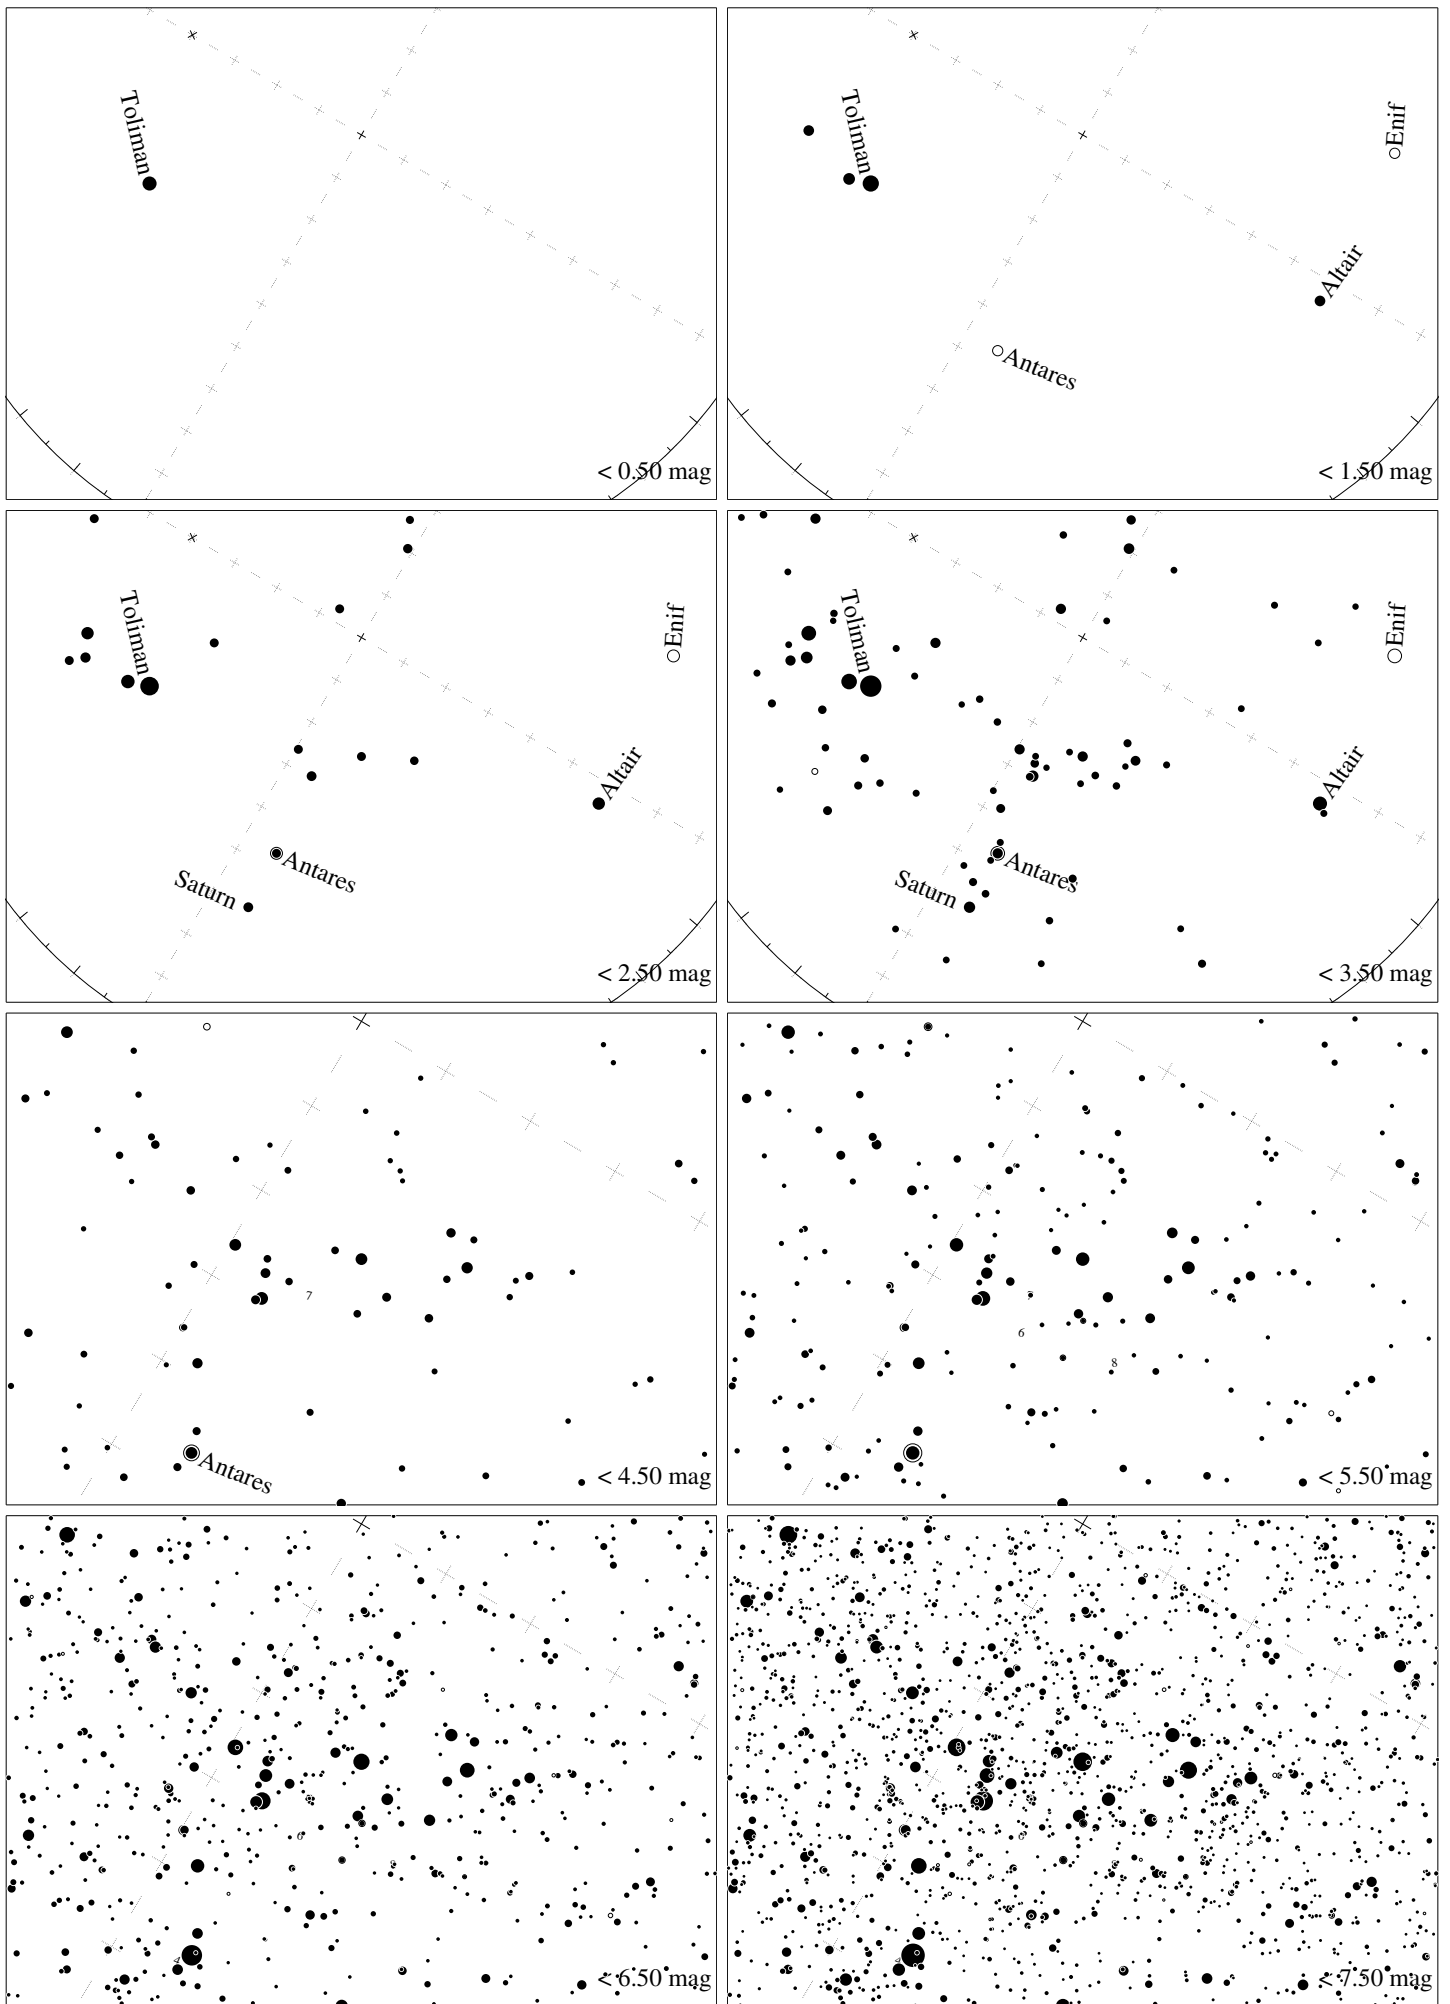 Toliman
< 0.50 mag
Toliman
Enif
Altair
Antares
< 1.50 mag
Toliman
Enif
Altair
Antares
Saturn
< 2.50 mag
Toliman
Enif
Altair
Antares
Saturn
< 3.50 mag
7
Antares
< 4.50 mag
6
8
< 5.50 mag
6
< 6.50 mag
< 7.50 mag